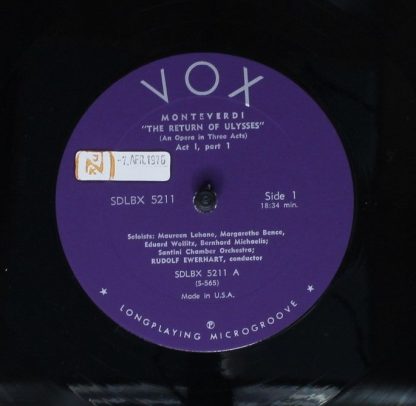 VOX
MONTEVERDI
"THE RETURN OF ULYSSES"
(An Opera in Three Acts)
Act I, part 1
-7. APR. 1976
SDLBX 5211
Side 1
18:34 min.
Soloists: Maureen Lehane, Margarethe Bence,
Eduard Wollitz, Bernhard Michaelis;
Santini Chamber Orchestra;
RUDOLF EWERHART, conductor
SDLBX 5211 A
(S-565)
Made in U.S.A.
℗
★ LONGPLAYING MICROGROOVE ★